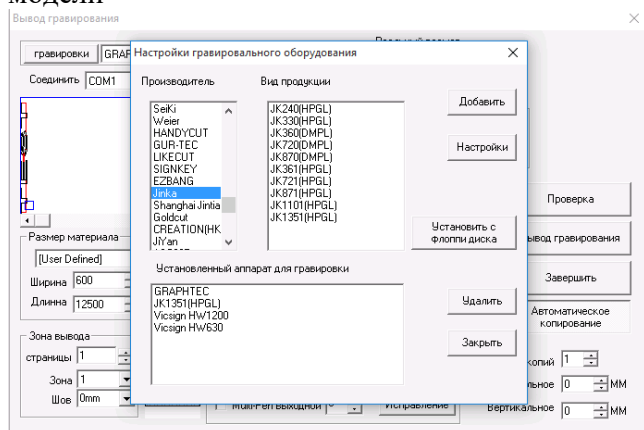 модели
Вывод гравирования
гравировки GRAP
Соединить COM1
Настройки гравировального оборудования
Производитель
Вид продукции
SeiKi
Weier
HANDYCUT
GUR-TEC
LIKECUT
SIGNKEY
EZBANG
Jinka
Shanghai Jintia
Goldcut
CREATION(HK
JiYan
JK240(HPGL)
JK330(HPGL)
JK360(DMPL)
JK720(DMPL)
JK870(DMPL)
JK361(HPGL)
JK721(HPGL)
JK871(HPGL)
JK1101(HPGL)
JK1351(HPGL)
Добавить
Настройки
Установить с
флоппи диска
Установленный аппарат для гравировки
GRAPHTEC
JK1351(HPGL)
Vicsign HW1200
Vicsign HW630
Удалить
Закрыть
Размер материала
[User Defined]
Ширина 600
Длинна 12500
Зона вывода
страницы 1
Зона 1
Шов 0mm
Проверка
ывод гравирования
Завершить
Автоматическое
копирование
копий 1
льное 0 MM
Вертикальное 0 MM
Multi-Pen выходной
Исправление